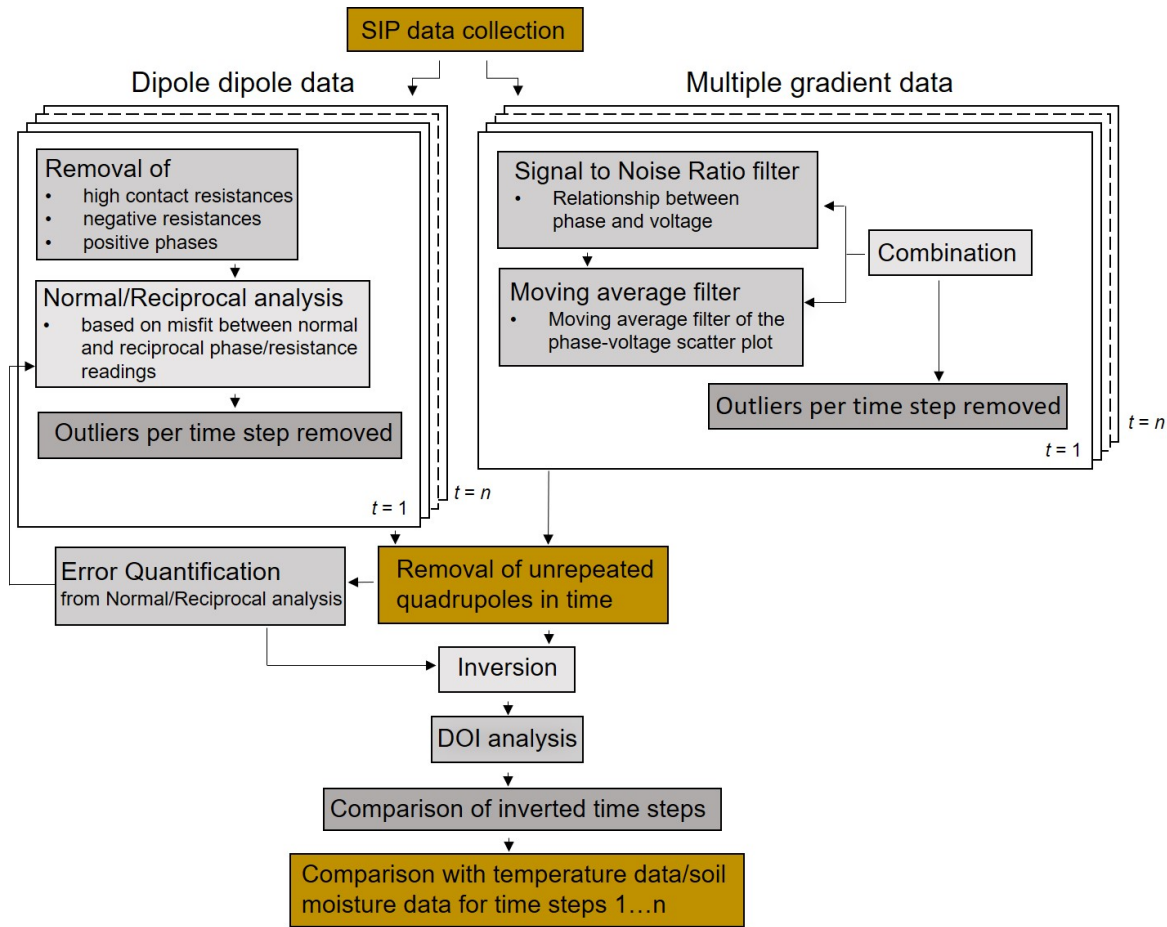 SIP data collection
Dipole dipole data
Removal of
• high contact resistances
• negative resistances
• positive phases
Normal/Reciprocal analysis
• based on misfit between normal
and reciprocal phase/resistance
readings
Outliers per time step removed
t = 1
t = n
Multiple gradient data
Signal to Noise Ratio filter
• Relationship between
phase and voltage
Combination
Moving average filter
• Moving average filter of the
phase-voltage scatter plot
Outliers per time step removed
t = 1
t = n
Error Quantification
from Normal/Reciprocal analysis
Removal of unrepeated
quadrupoles in time
Inversion
DOI analysis
Comparison of inverted time steps
Comparison with temperature data/soil
moisture data for time steps 1…n